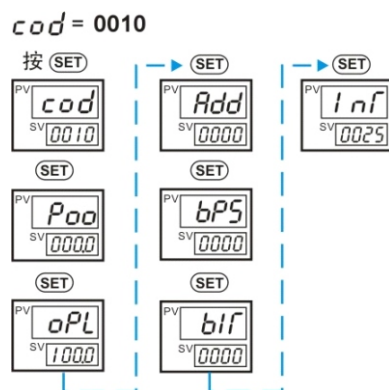 cod = 0010
按 SET
PV cod
SV 0010
SET
PV Poo
SV 000.0
SET
PV oPL
SV 100.0
SET
PV Add
SV 0000
SET
PV bPS
SV 0000
SET
PV bIT
SV 0000
SET
PV InT
SV 0025